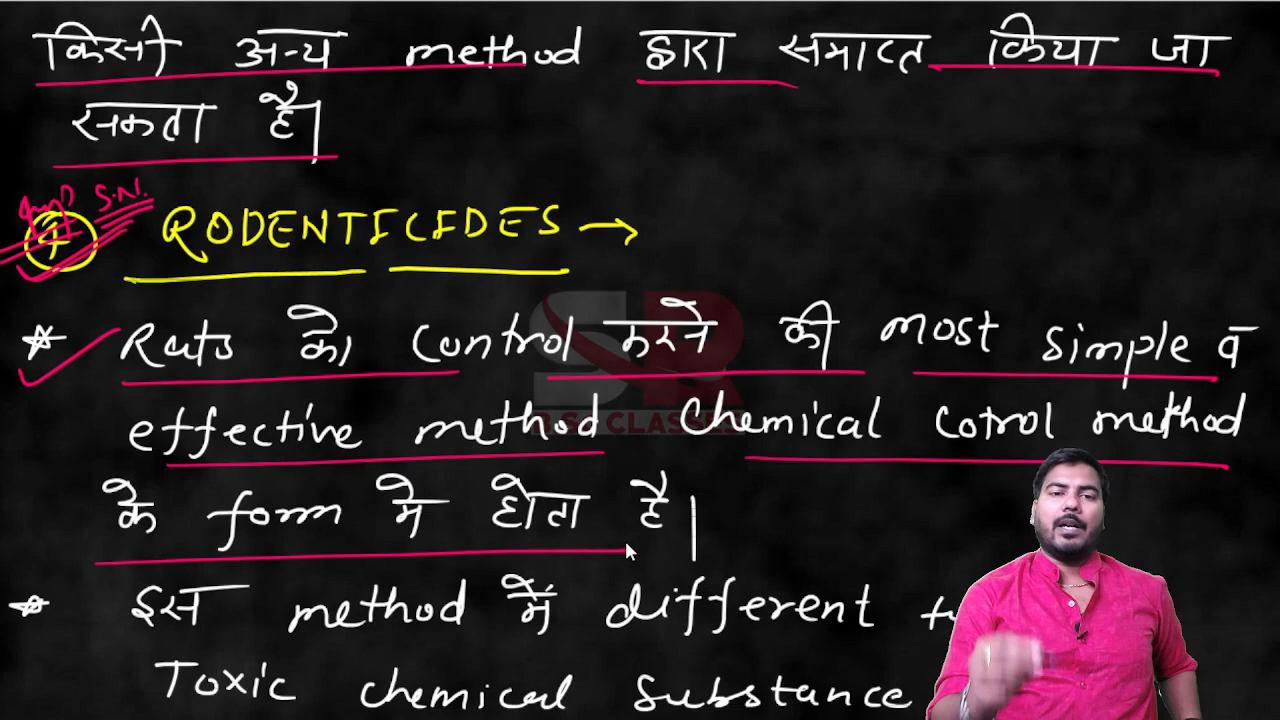 किसी अन्य method द्वारा समाप्त किया जा
सकता है।
Imp S.N.
④ RODENTICIDES →
* Rats को control करने की most simple व
effective method chemical cotrol method
के form में होता है।
* इस method में different
Toxic chemical substance